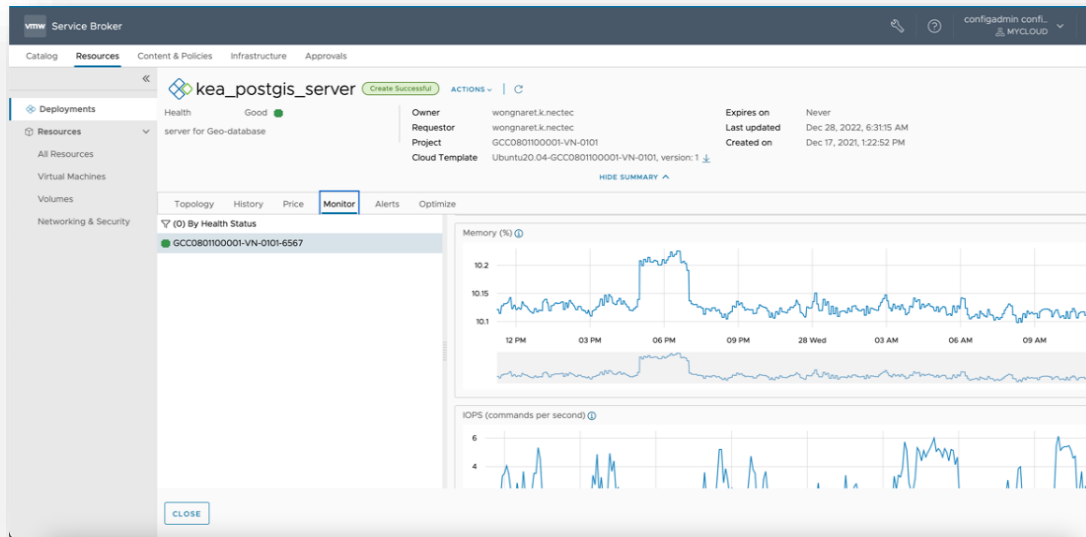 vmw Service Broker
configadmin confi...
MYCLOUD
Catalog Resources Content & Policies Infrastructure Approvals
kea_postgis_server Create Successful ACTIONS
Deployments
Resources
All Resources
Virtual Machines
Volumes
Networking & Security
Health Good
server for Geo-database
Owner wongnaret.k.nectec
Requestor wongnaret.k.nectec
Project GCC0801100001-VN-0101
Cloud Template Ubuntu20.04-GCC0801100001-VN-0101, version: 1
Expires on Never
Last updated Dec 28, 2022, 6:31:15 AM
Created on Dec 17, 2021, 1:22:52 PM
HIDE SUMMARY
Topology History Price Monitor Alerts Optimize
(0) By Health Status
GCC0801100001-VN-0101-6567
Memory (%)
10.2
10.15
10.1
12 PM 03 PM 06 PM 09 PM 28 Wed 03 AM 06 AM 09 AM
IOPS (commands per second)
6
4
CLOSE